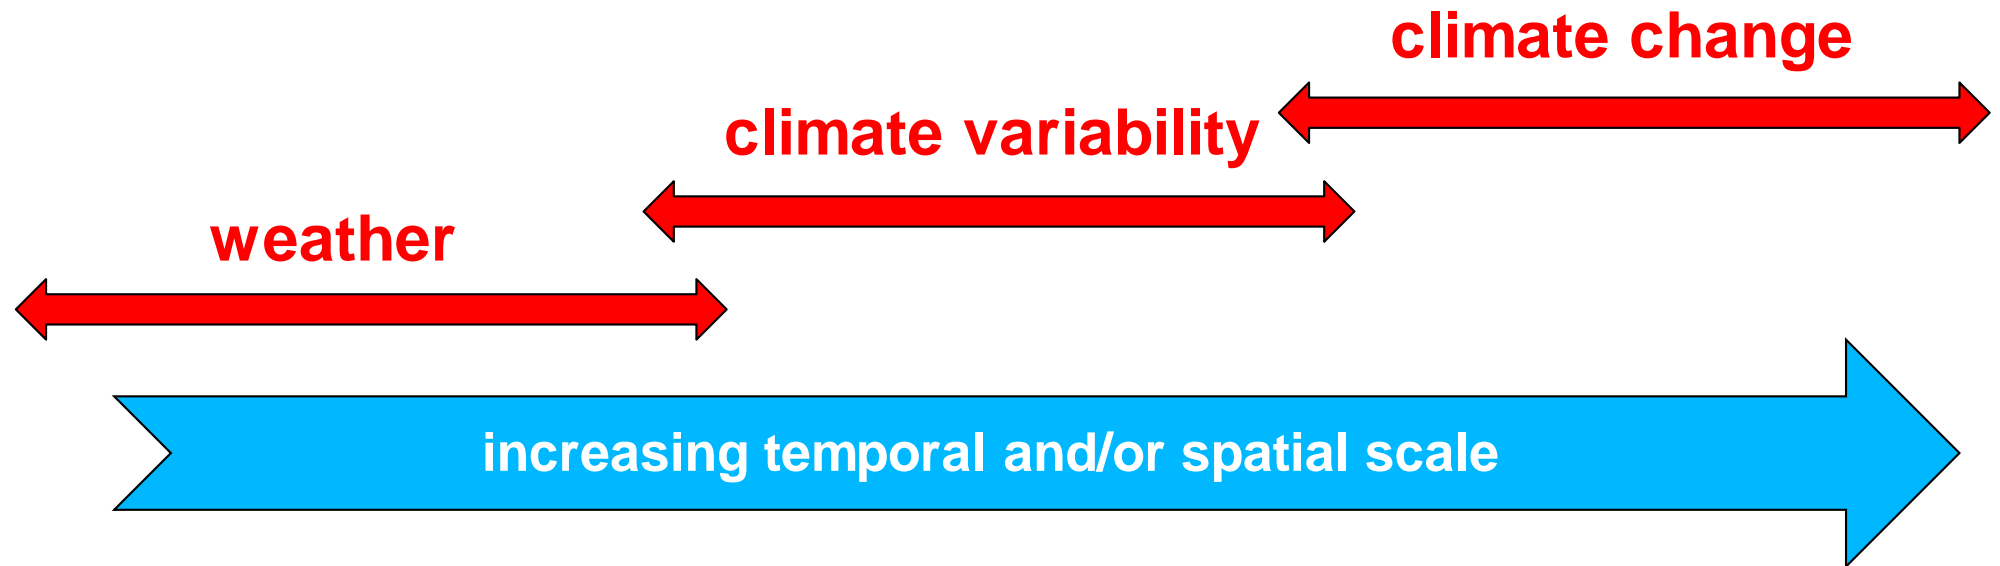 climate change
climate variability
weather
increasing temporal and/or spatial scale